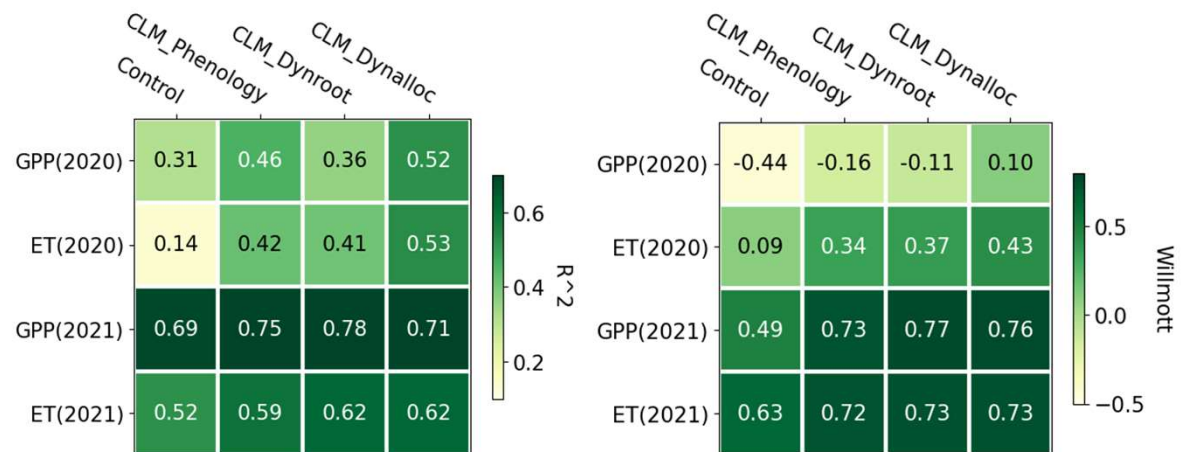 Control CLM_Phenology CLM_Dynroot CLM_Dynalloc
GPP(2020) 0.31 0.46 0.36 0.52
ET(2020) 0.14 0.42 0.41 0.53
GPP(2021) 0.69 0.75 0.78 0.71
ET(2021) 0.52 0.59 0.62 0.62
0.6
0.4
0.2
R^2
Control CLM_Phenology CLM_Dynroot CLM_Dynalloc
GPP(2020) -0.44 -0.16 -0.11 0.10
ET(2020) 0.09 0.34 0.37 0.43
GPP(2021) 0.49 0.73 0.77 0.76
ET(2021) 0.63 0.72 0.73 0.73
0.5
0.0
−0.5
Willmott